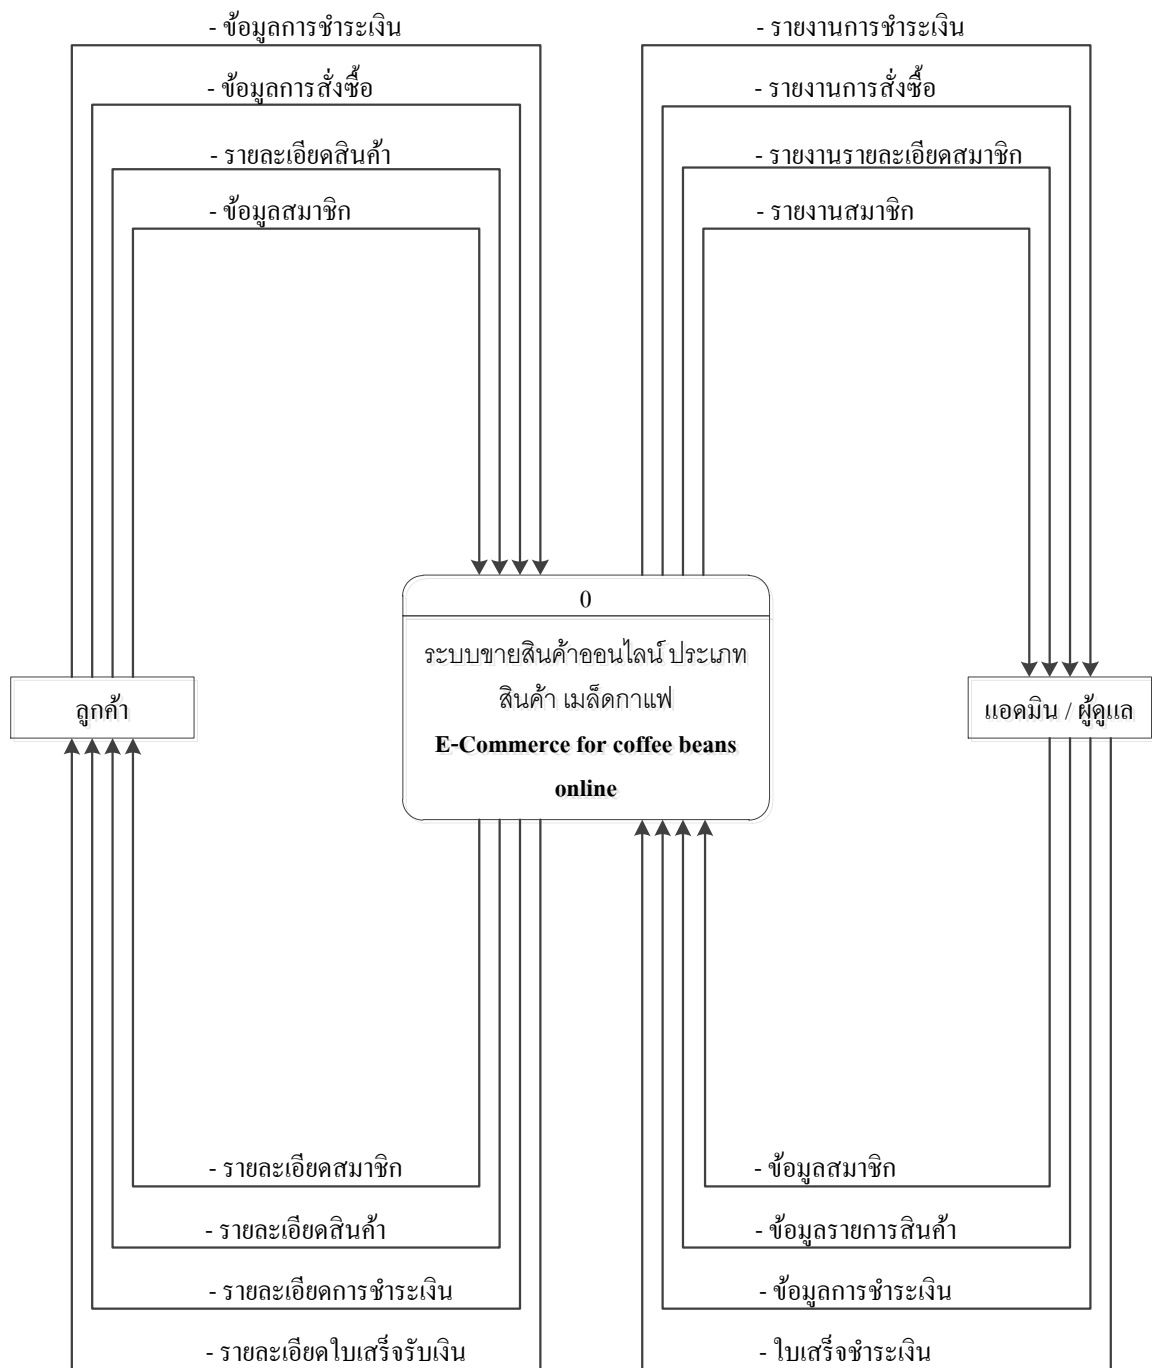 - ข้อมูลการชำระเงิน
- ข้อมูลการสั่งซื้อ
- รายละเอียดสินค้า
- ข้อมูลสมาชิก
- รายงานการชำระเงิน
- รายงานการสั่งซื้อ
- รายงานรายละเอียดสมาชิก
- รายงานสมาชิก
0
ระบบขายสินค้าออนไลน์ ประเภท
สินค้า เมล็ดกาแฟ
E-Commerce for coffee beans
online
ลูกค้า
แอดมิน / ผู้ดูแล
- รายละเอียดสมาชิก
- รายละเอียดสินค้า
- รายละเอียดการชำระเงิน
- รายละเอียดใบเสร็จรับเงิน
- ข้อมูลสมาชิก
- ข้อมูลรายการสินค้า
- ข้อมูลการชำระเงิน
- ใบเสร็จชำระเงิน